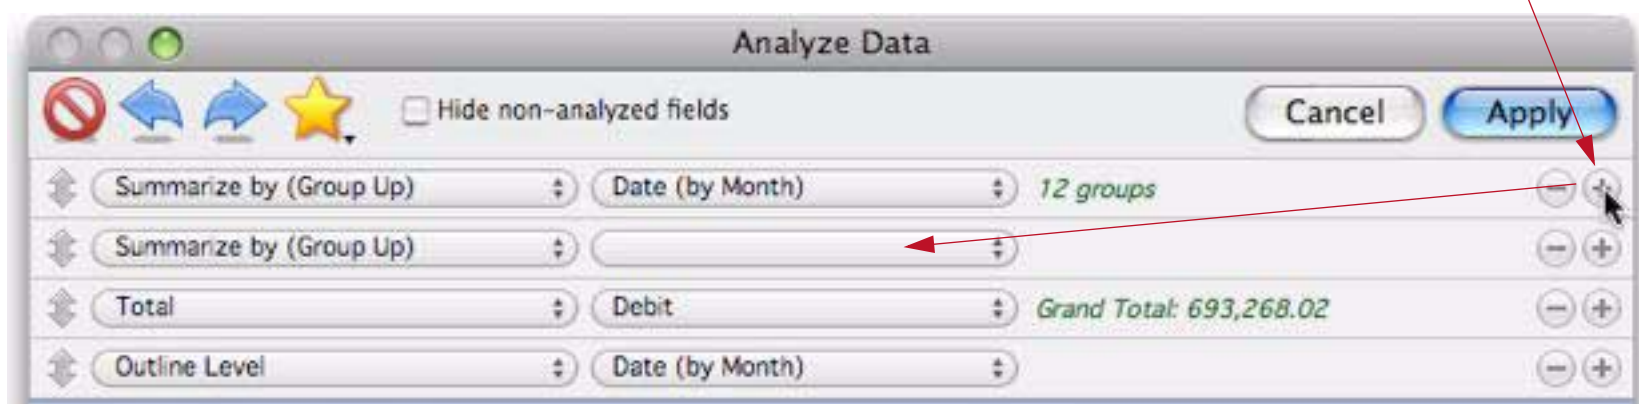 Analyze Data
Hide non-analyzed fields Cancel Apply
Summarize by (Group Up) Date (by Month) 12 groups
Summarize by (Group Up)
Total Debit Grand Total: 693,268.02
Outline Level Date (by Month)